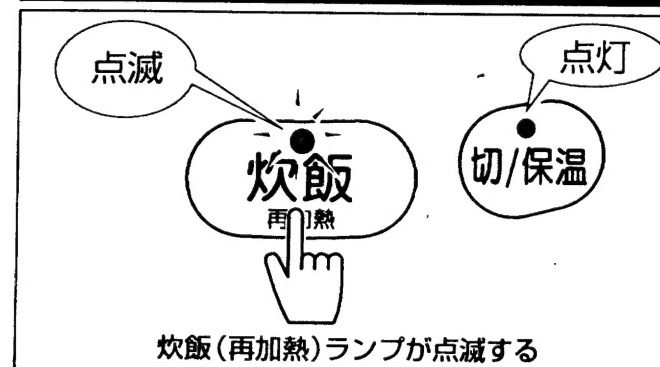 点滅
点灯
炊飯
再加熱
切/保温
炊飯(再加熱)ランプが点滅する